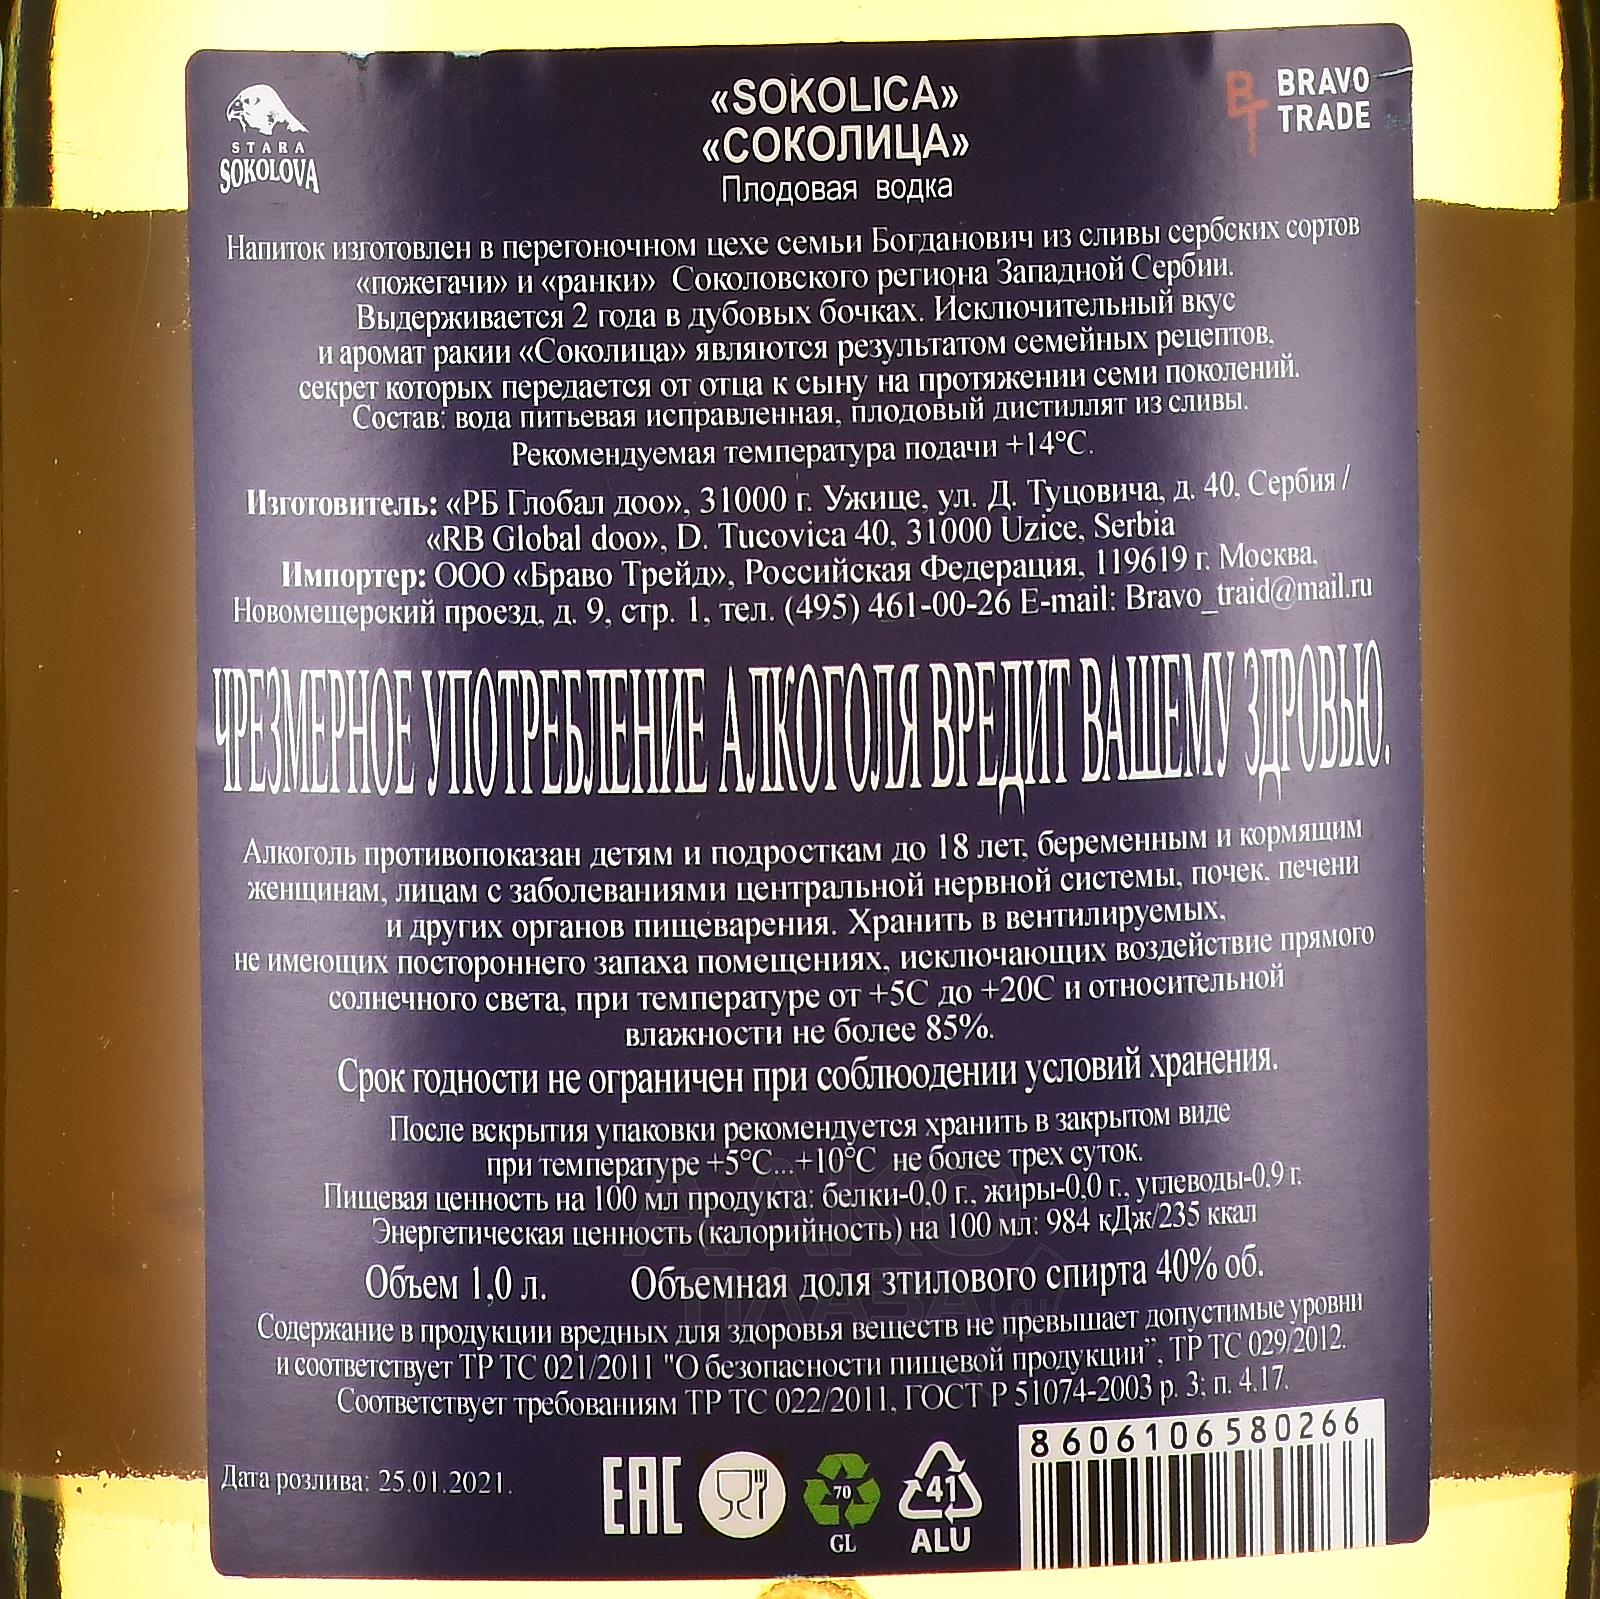 STARA
SOKOLOVA
«SOKOLICA»
«СОКОЛИЦА»
Плодовая водка
BT
BRAVO
TRADE
Напиток изготовлен в перегоночном цехе семьи Богданович из сливы сербских сортов
«пожегачи» и «ранки» Соколовского региона Западной Сербии.
Выдерживается 2 года в дубовых бочках. Исключительный вкус
и аромат ракии «Соколица» являются результатом семейных рецептов,
секрет которых передается от отца к сыну на протяжении семи поколений.
Состав: вода питьевая исправленная, плодовый дистиллят из сливы.
Рекомендуемая температура подачи +14°С.
Изготовитель: «РБ Глобал доо», 31000 г. Ужице, ул. Д. Туцовича, д. 40, Сербия /
«RB Global doo», D. Tucovica 40, 31000 Uzice, Serbia
Импортер: ООО «Браво Трейд», Российская Федерация, 119619 г. Москва,
Новомещерский проезд, д. 9, стр. 1, тел. (495) 461-00-26 E-mail: Bravo_traid@mail.ru
ЧРЕЗМЕРНОЕ УПОТРЕБЛЕНИЕ АЛКОГОЛЯ ВРЕДИТ ВАШЕМУ ЗДРОВЬЮ.
Алкоголь противопоказан детям и подросткам до 18 лет, беременным и кормящим
женщинам, лицам с заболеваниями центральной нервной системы, почек, печени
и других органов пищеварения. Хранить в вентилируемых,
не имеющих постороннего запаха помещениях, исключающих воздействие прямого
солнечного света, при температуре от +5С до +20С и относительной
влажности не более 85%.
Срок годности не ограничен при соблюодении условий хранения.
После вскрытия упаковки рекомендуется хранить в закрытом виде
при температуре +5°С...+10°С не более трех суток.
Пищевая ценность на 100 мл продукта: белки-0,0 г., жиры-0,0 г., углеводы-0,9 г.
Энергетическая ценность (калорийность) на 100 мл: 984 кДж/235 ккал
Объем 1,0 л. Объемная доля зтилового спирта 40% об.
АЛКО
ПЛАЗА.ru
Содержание в продукции вредных для здоровья веществ не превышает допустимые уровни
и соответствует ТР ТС 021/2011 "О безопасности пищевой продукции”, ТР ТС 029/2012.
Соответствует требованиям ТР ТС 022/2011, ГОСТ Р 51074-2003 р. 3; п. 4.17.
8606106580266
Дата розлива: 25.01.2021.
EAC
70
GL
41
ALU